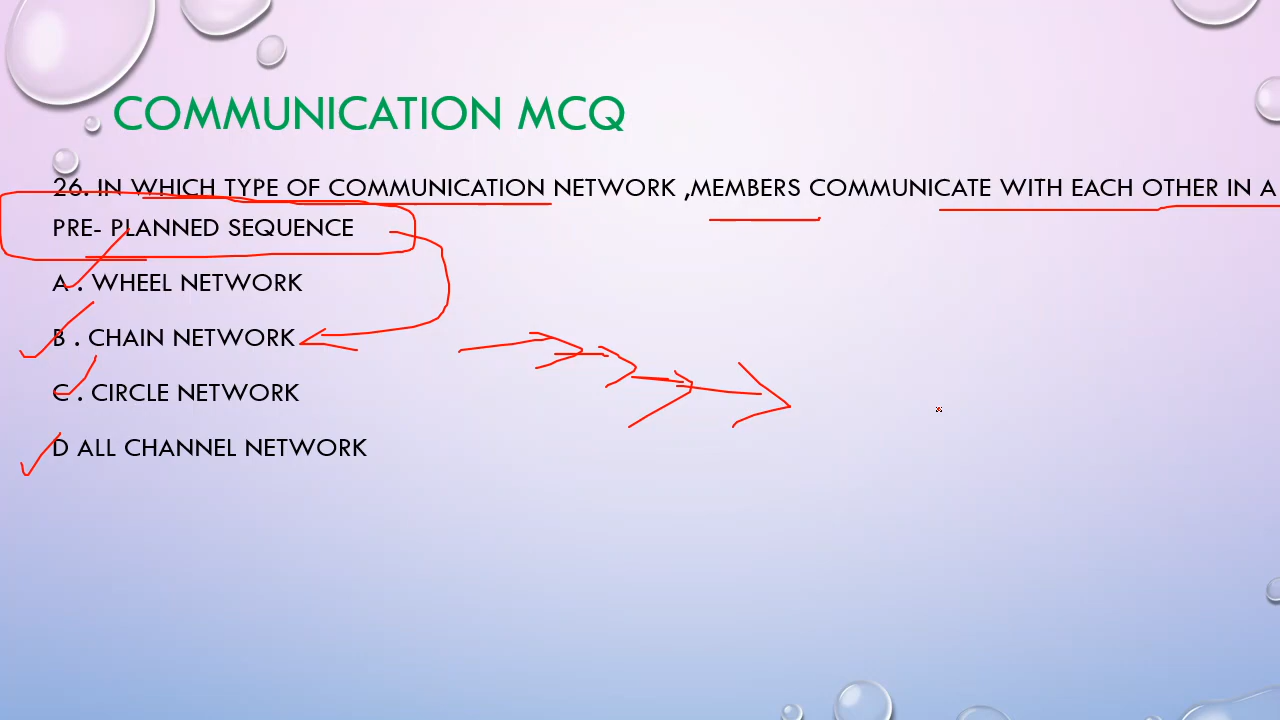 COMMUNICATION MCQ
26. IN WHICH TYPE OF COMMUNICATION NETWORK ,MEMBERS COMMUNICATE WITH EACH OTHER IN A
PRE- PLANNED SEQUENCE
A . WHEEL NETWORK
B . CHAIN NETWORK
C . CIRCLE NETWORK
D ALL CHANNEL NETWORK